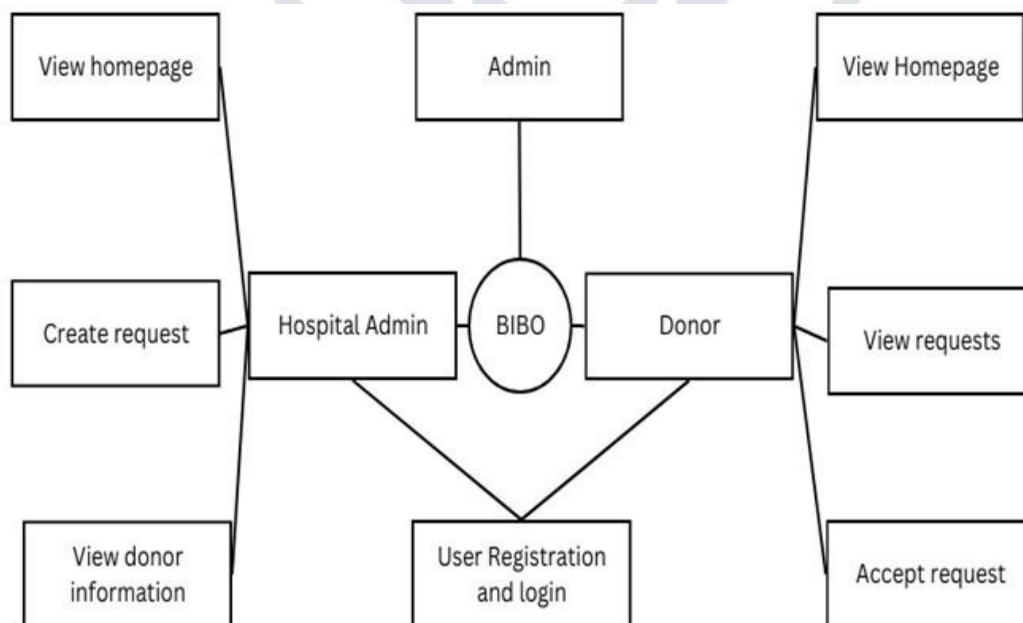 View homepage
Admin
View Homepage
Create request
Hospital Admin
BIBO
Donor
View requests
View donor
information
User Registration
and login
Accept request